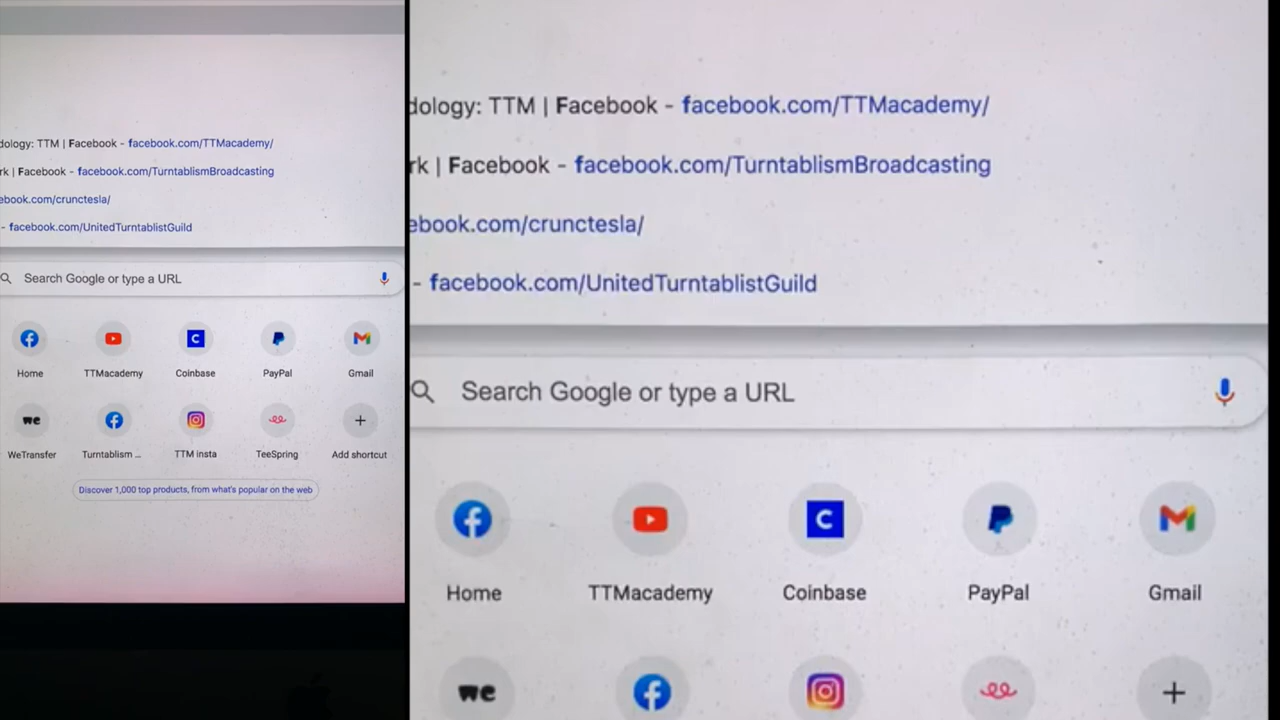 dology: TTM | Facebook - facebook.com/TTMacademy/
rk | Facebook - facebook.com/TurntablismBroadcasting
ebook.com/crunctesla/
- facebook.com/UnitedTurntablistGuild
Search Google or type a URL
Home TTMacademy Coinbase PayPal Gmail
we
WeTransfer Turntablism ... TTM insta TeeSpring Add shortcut
Discover 1,000 top products, from what's popular on the web
dology: TTM | Facebook - facebook.com/TTMacademy/
rk | Facebook - facebook.com/TurntablismBroadcasting
ebook.com/crunctesla/
- facebook.com/UnitedTurntablistGuild
Search Google or type a URL
Home TTMacademy Coinbase PayPal Gmail
we